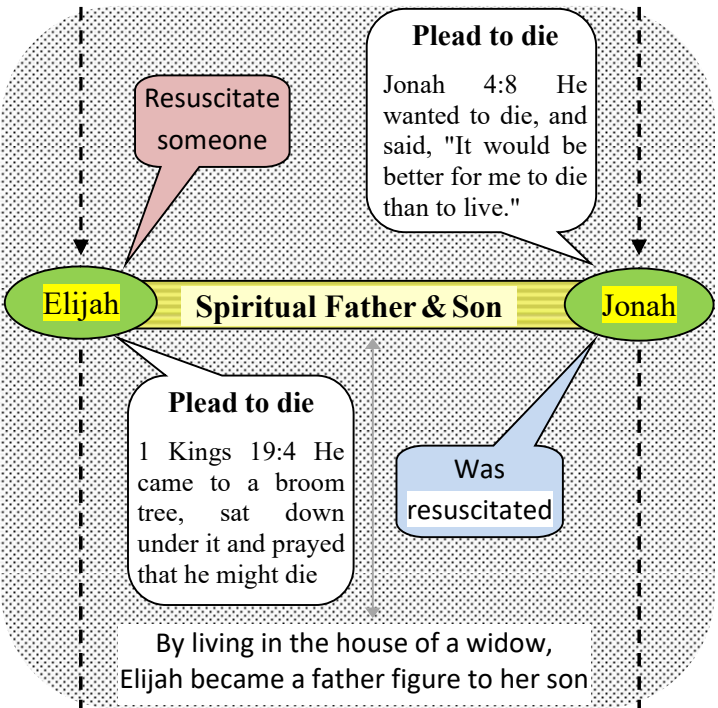 Plead to die
Jonah 4:8 He
wanted to die, and
said, "It would be
better for me to die
than to live."
Resuscitate
someone
Elijah
Spiritual Father & Son
Jonah
Plead to die
1 Kings 19:4 He
came to a broom
tree, sat down
under it and prayed
that he might die
Was
resuscitated
By living in the house of a widow,
Elijah became a father figure to her son